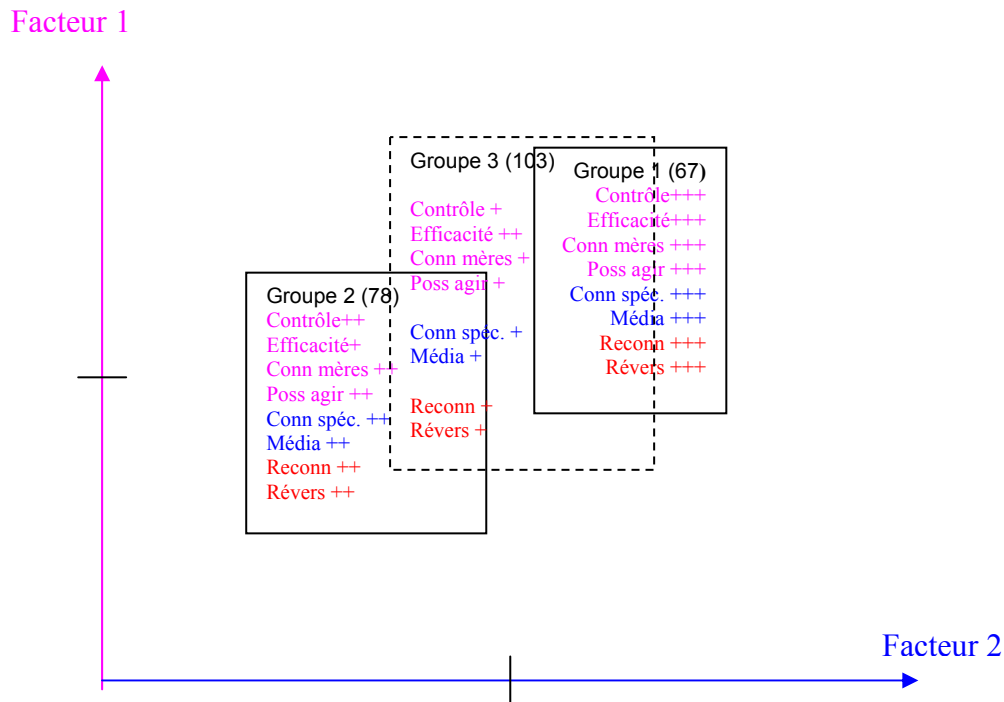 Facteur 1
Groupe 3 (103)
Contrôle +
Efficacité ++
Conn mères +
Poss agir +
Conn spéc. +
Média +
Reconn +
Révers +
Groupe 1 (67)
Contrôle+++
Efficacité+++
Conn mères +++
Poss agir +++
Conn spéc. +++
Média +++
Reconn +++
Révers +++
Groupe 2 (78)
Contrôle++
Efficacité+
Conn mères ++
Poss agir ++
Conn spéc. ++
Média ++
Reconn ++
Révers ++
Facteur 2